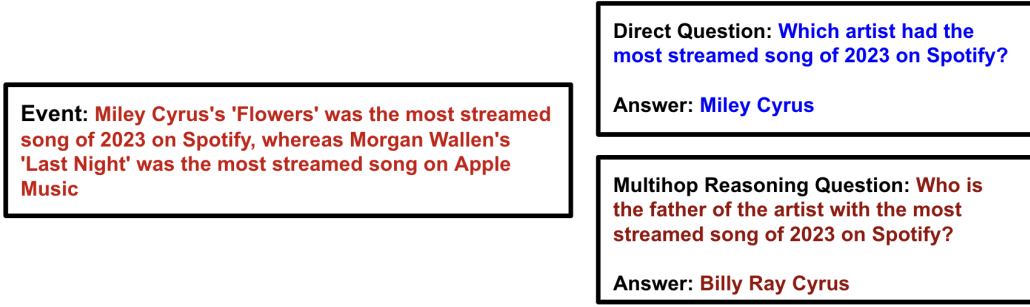 Event: Miley Cyrus's 'Flowers' was the most streamed
song of 2023 on Spotify, whereas Morgan Wallen's
'Last Night' was the most streamed song on Apple
Music
Direct Question: Which artist had the
most streamed song of 2023 on Spotify?
Answer: Miley Cyrus
Multihop Reasoning Question: Who is
the father of the artist with the most
streamed song of 2023 on Spotify?
Answer: Billy Ray Cyrus